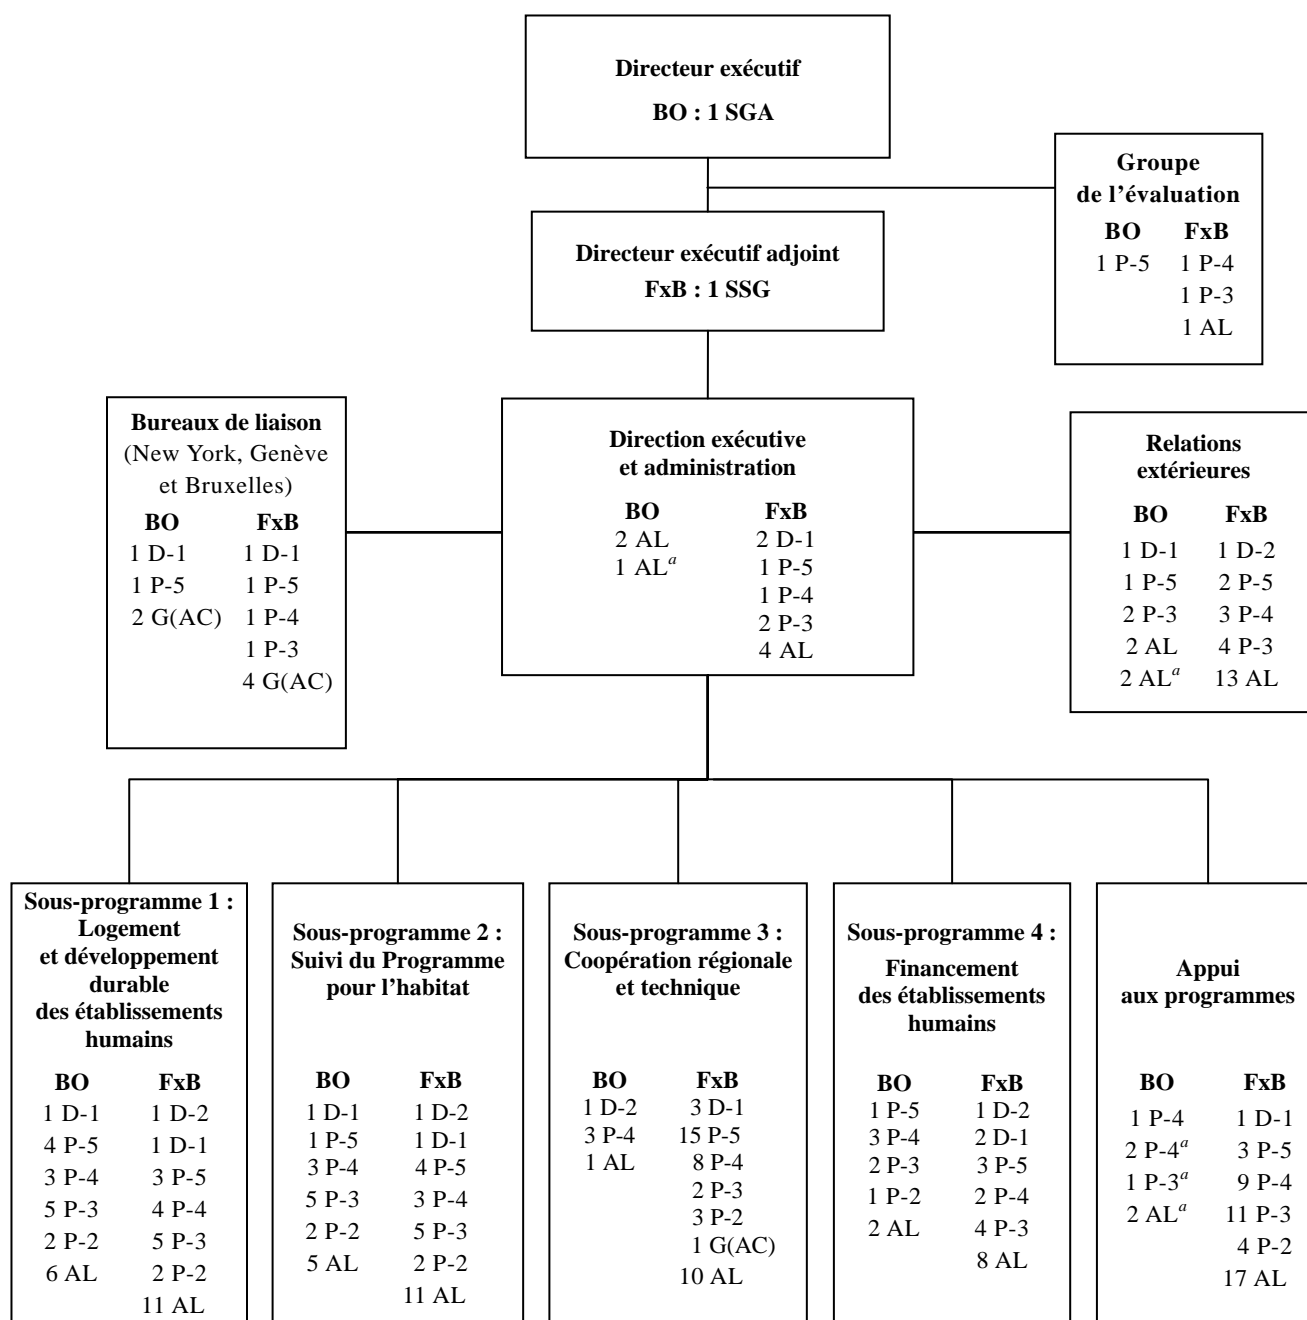 Directeur exécutif
BO : 1 SGA
Groupe
de l’évaluation
BO FxB
1 P-5 1 P-4
1 P-3
1 AL
Directeur exécutif adjoint
FxB : 1 SSG
Bureaux de liaison
(New York, Genève
et Bruxelles)
BO FxB
1 D-1 1 D-1
1 P-5 1 P-5
2 G(AC) 1 P-4
1 P-3
4 G(AC)
Direction exécutive
et administration
BO FxB
2 AL 2 D-1
1 ALa 1 P-5
1 P-4
2 P-3
4 AL
Relations
extérieures
BO FxB
1 D-1 1 D-2
1 P-5 2 P-5
2 P-3 3 P-4
2 AL 4 P-3
2 ALa 13 AL
Sous-programme 1 :
Logement
et développement
durable
des établissements
humains
BO FxB
1 D-1 1 D-2
4 P-5 1 D-1
3 P-4 3 P-5
5 P-3 4 P-4
2 P-2 5 P-3
6 AL 2 P-2
11 AL
Sous-programme 2 :
Suivi du Programme
pour l’habitat
BO FxB
1 D-1 1 D-2
1 P-5 1 D-1
3 P-4 4 P-5
5 P-3 3 P-4
2 P-2 5 P-3
5 AL 2 P-2
11 AL
Sous-programme 3 :
Coopération régionale
et technique
BO FxB
1 D-2 3 D-1
3 P-4 15 P-5
1 AL 8 P-4
2 P-3
3 P-2
1 G(AC)
10 AL
Sous-programme 4 :
Financement
des établissements
humains
BO FxB
1 P-5 1 D-2
3 P-4 2 D-1
2 P-3 3 P-5
1 P-2 2 P-4
2 AL 4 P-3
8 AL
Appui
aux programmes
BO FxB
1 P-4 1 D-1
2 P-4a 3 P-5
1 P-3a 9 P-4
2 ALa 11 P-3
4 P-2
17 AL